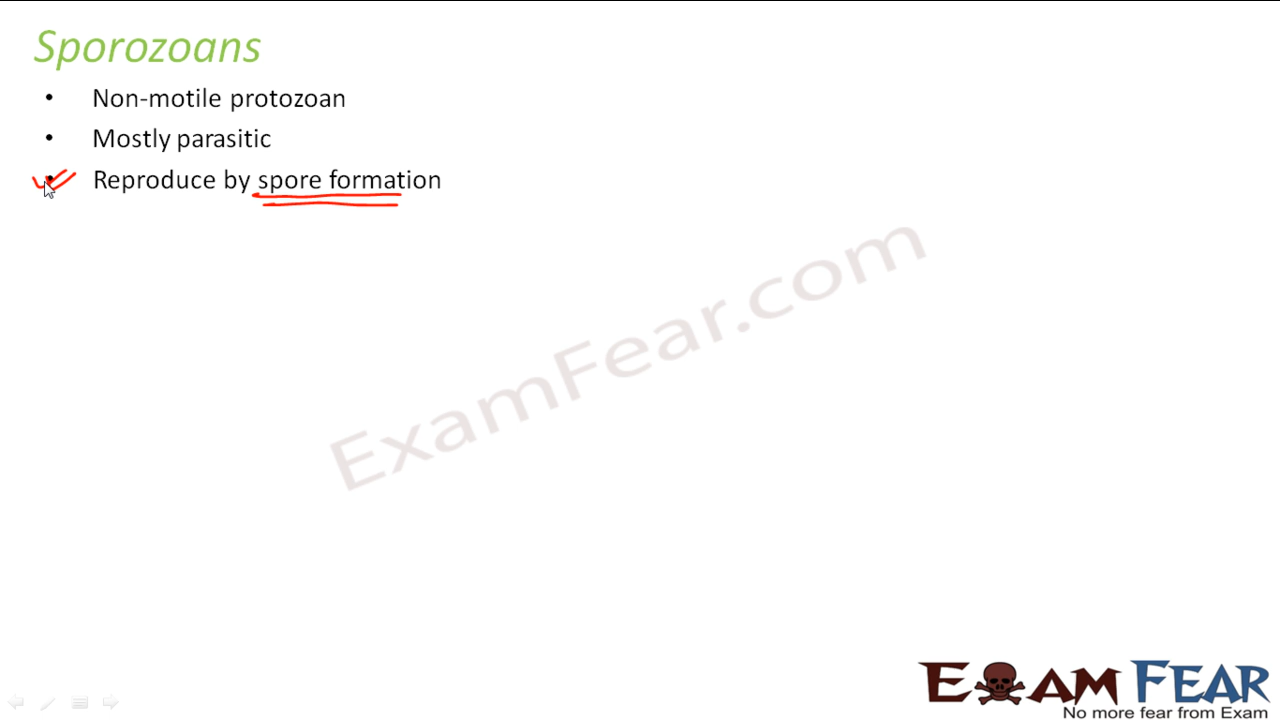 Sporozoans
• Non-motile protozoan
• Mostly parasitic
• Reproduce by spore formation
ExamFear.com
EXAM FEAR
No more fear from Exam